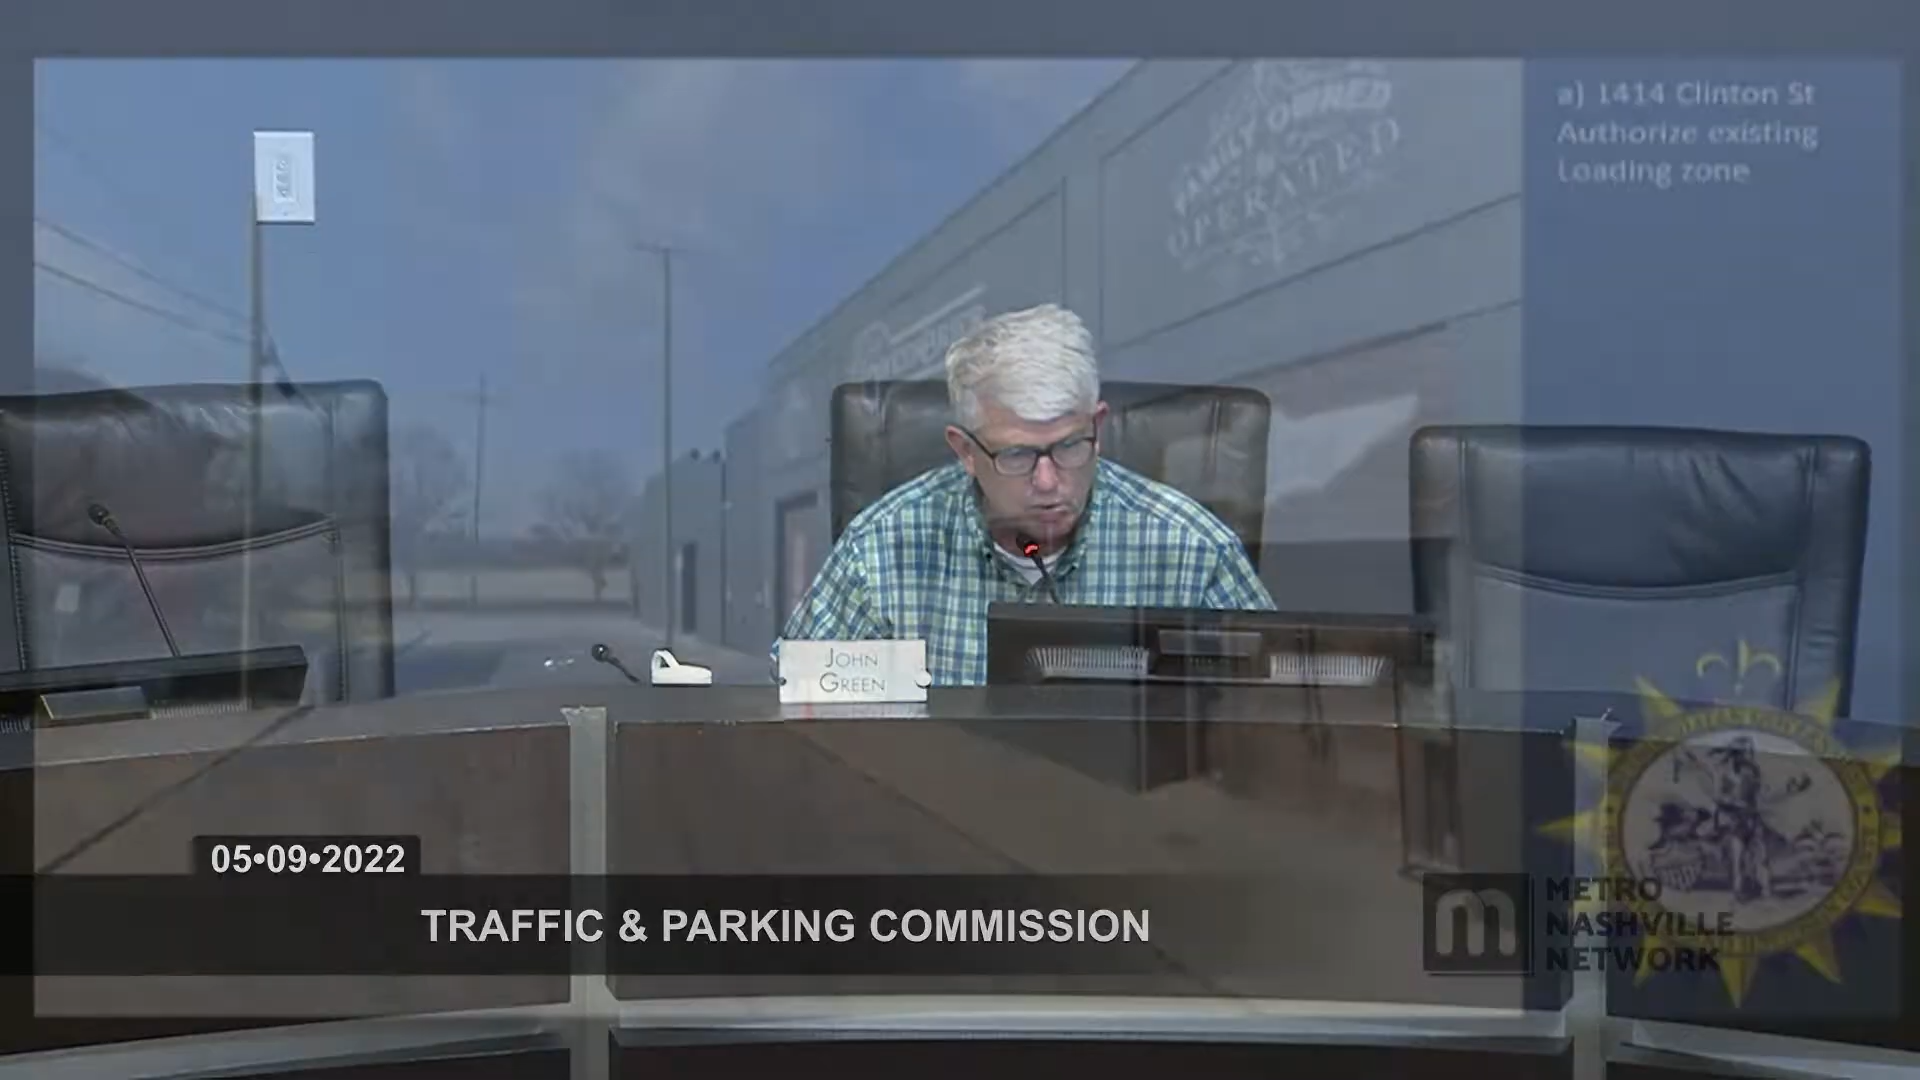 a) 1414 Clinton St
Authorize existing
Loading zone
FAMILY OWNED
&
OPERATED
JOHN
GREEN
05•09•2022
TRAFFIC & PARKING COMMISSION
m
METRO
NASHVILLE
NETWORK